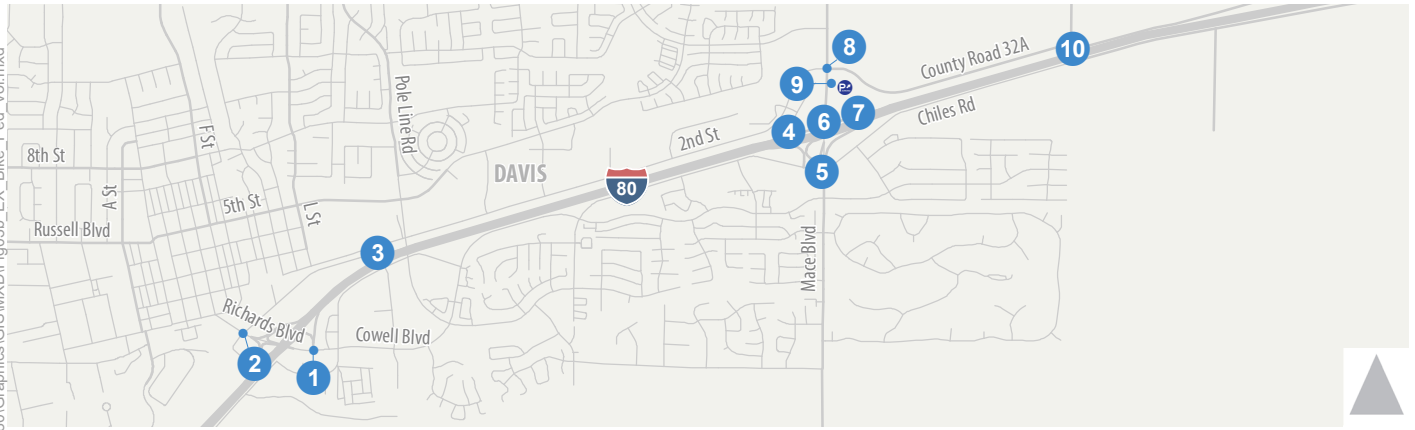 8
County Road 32A
10
9
P
7
6
Chiles Rd
4
2nd St
5
Pole Line Rd
F St
8th St
DAVIS
80
A St
5th St
L St
Russell Blvd
3
Mace Blvd
Richards Blvd
Cowell Blvd
2
1